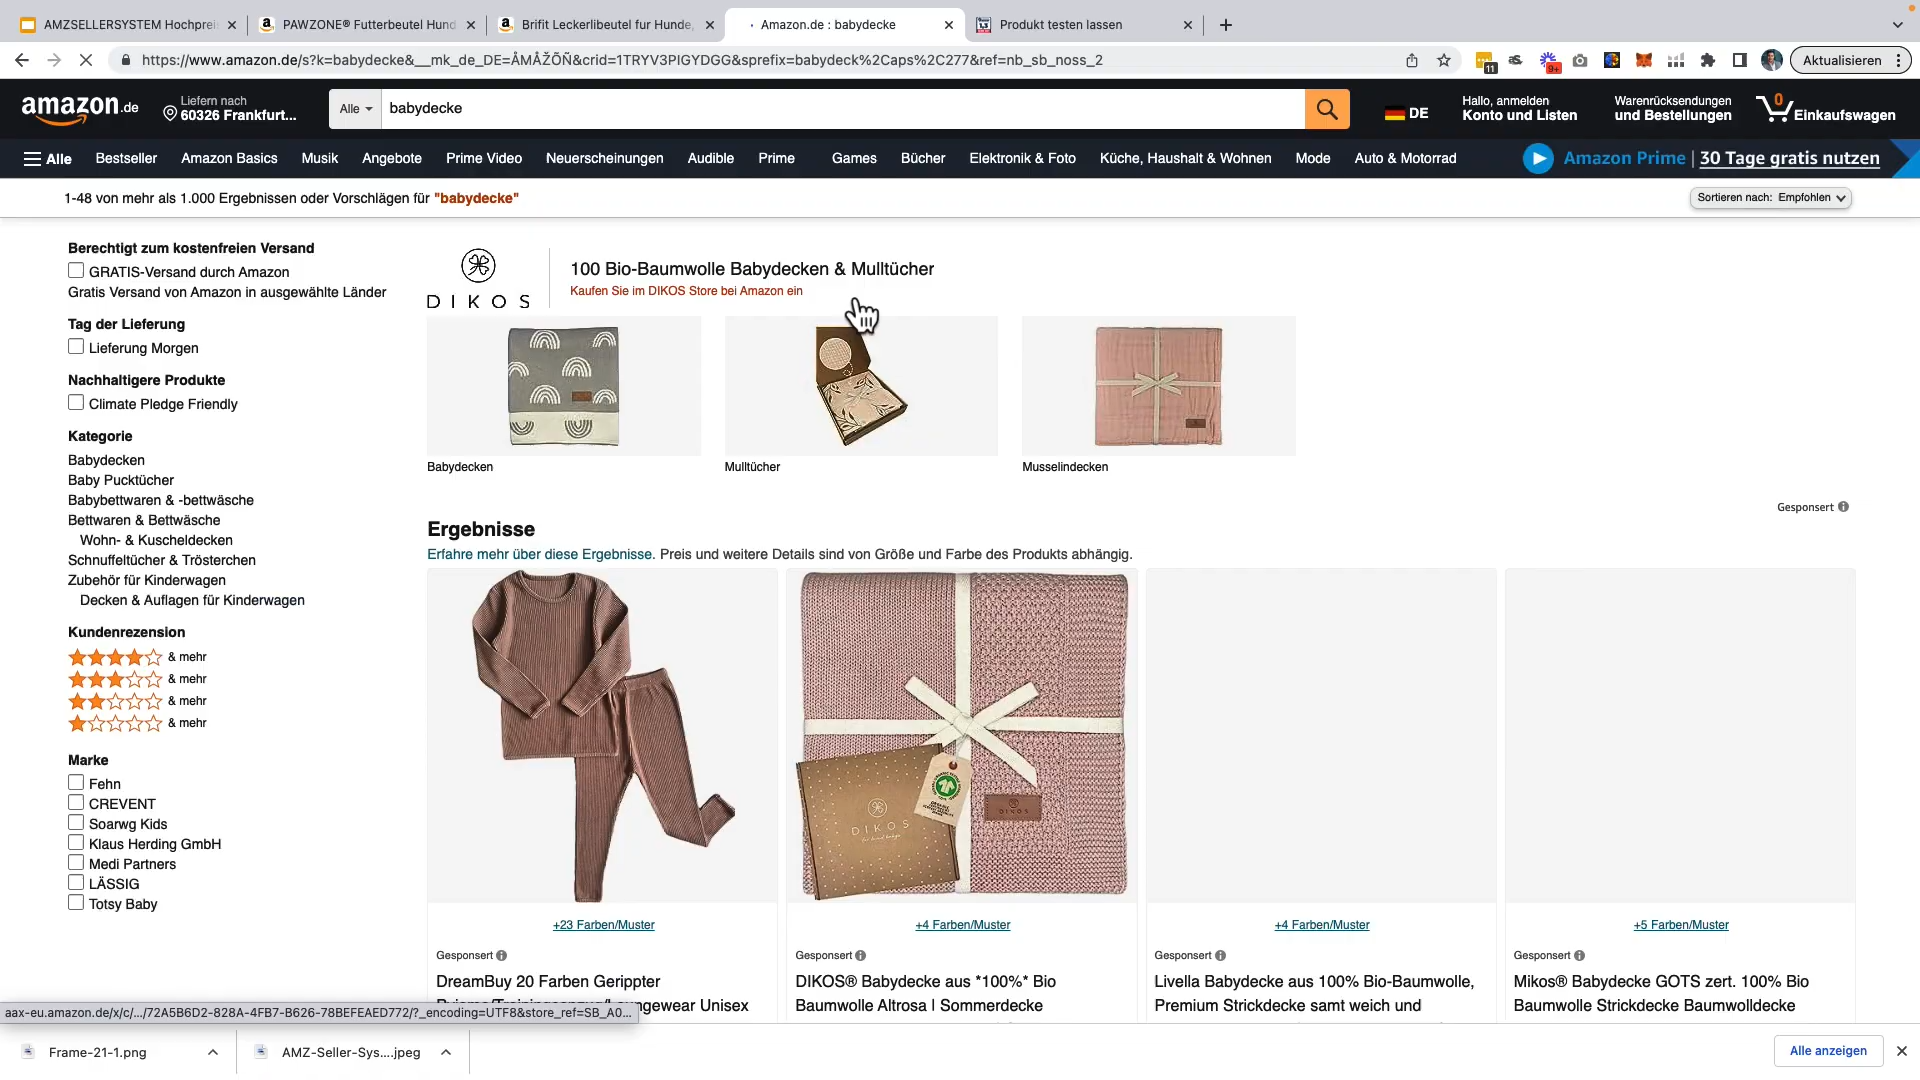 AMZSELLERSYSTEM Hochprei
PAWZONE® Futterbeutel Hund
Brifit Leckerlibeutel fur Hunde,
Amazon.de : babydecke
Produkt testen lassen
https://www.amazon.de/s?k=babydecke&__mk_de_DE=ÅMÅŽÕÑ&crid=1TRYV3PIGYDGG&sprefix=babydeck%2Caps%2C277&ref=nb_sb_noss_2
11
9+
Aktualisieren
amazon.de
Liefern nach
60326 Frankfurt...
Alle
babydecke
DE
Hallo, anmelden
Konto und Listen
Warenrücksendungen
und Bestellungen
0
Einkaufswagen
Alle
Bestseller
Amazon Basics
Musik
Angebote
Prime Video
Neuerscheinungen
Audible
Prime
Games
Bücher
Elektronik & Foto
Küche, Haushalt & Wohnen
Mode
Auto & Motorrad
Amazon Prime | 30 Tage gratis nutzen
1-48 von mehr als 1.000 Ergebnissen oder Vorschlägen für "babydecke"
Sortieren nach: Empfohlen
Berechtigt zum kostenfreien Versand
GRATIS-Versand durch Amazon
Gratis Versand von Amazon in ausgewählte Länder
Tag der Lieferung
Lieferung Morgen
Nachhaltigere Produkte
Climate Pledge Friendly
Kategorie
Babydecken
Baby Pucktücher
Babybettwaren & -bettwäsche
Bettwaren & Bettwäsche
Wohn- & Kuscheldecken
Schnuffeltücher & Trösterchen
Zubehör für Kinderwagen
Decken & Auflagen für Kinderwagen
Kundenrezension
& mehr
& mehr
& mehr
& mehr
Marke
Fehn
CREVENT
Soarwg Kids
Klaus Herding GmbH
Medi Partners
LÄSSIG
Totsy Baby
DIKOS
100 Bio-Baumwolle Babydecken & Mulltücher
Kaufen Sie im DIKOS Store bei Amazon ein
Babydecken
Mulltücher
Musselindecken
Gesponsert
Ergebnisse
Erfahre mehr über diese Ergebnisse. Preis und weitere Details sind von Größe und Farbe des Produkts abhängig.
DIKOS
+23 Farben/Muster
+4 Farben/Muster
+4 Farben/Muster
+5 Farben/Muster
Gesponsert
Gesponsert
Gesponsert
Gesponsert
DreamBuy 20 Farben Gerippter
Pyjama/Trainingsanzug/Loungewear Unisex
DIKOS® Babydecke aus *100%* Bio
Baumwolle Altrosa I Sommerdecke
Livella Babydecke aus 100% Bio-Baumwolle,
Premium Strickdecke samt weich und
Mikos® Babydecke GOTS zert. 100% Bio
Baumwolle Strickdecke Baumwolldecke
aax-eu.amazon.de/x/c/.../72A5B6D2-828A-4FB7-B626-78BEFEAED772/?_encoding=UTF8&store_ref=SB_A0...
Frame-21-1.png
AMZ-Seller-Sys....jpeg
Alle anzeigen